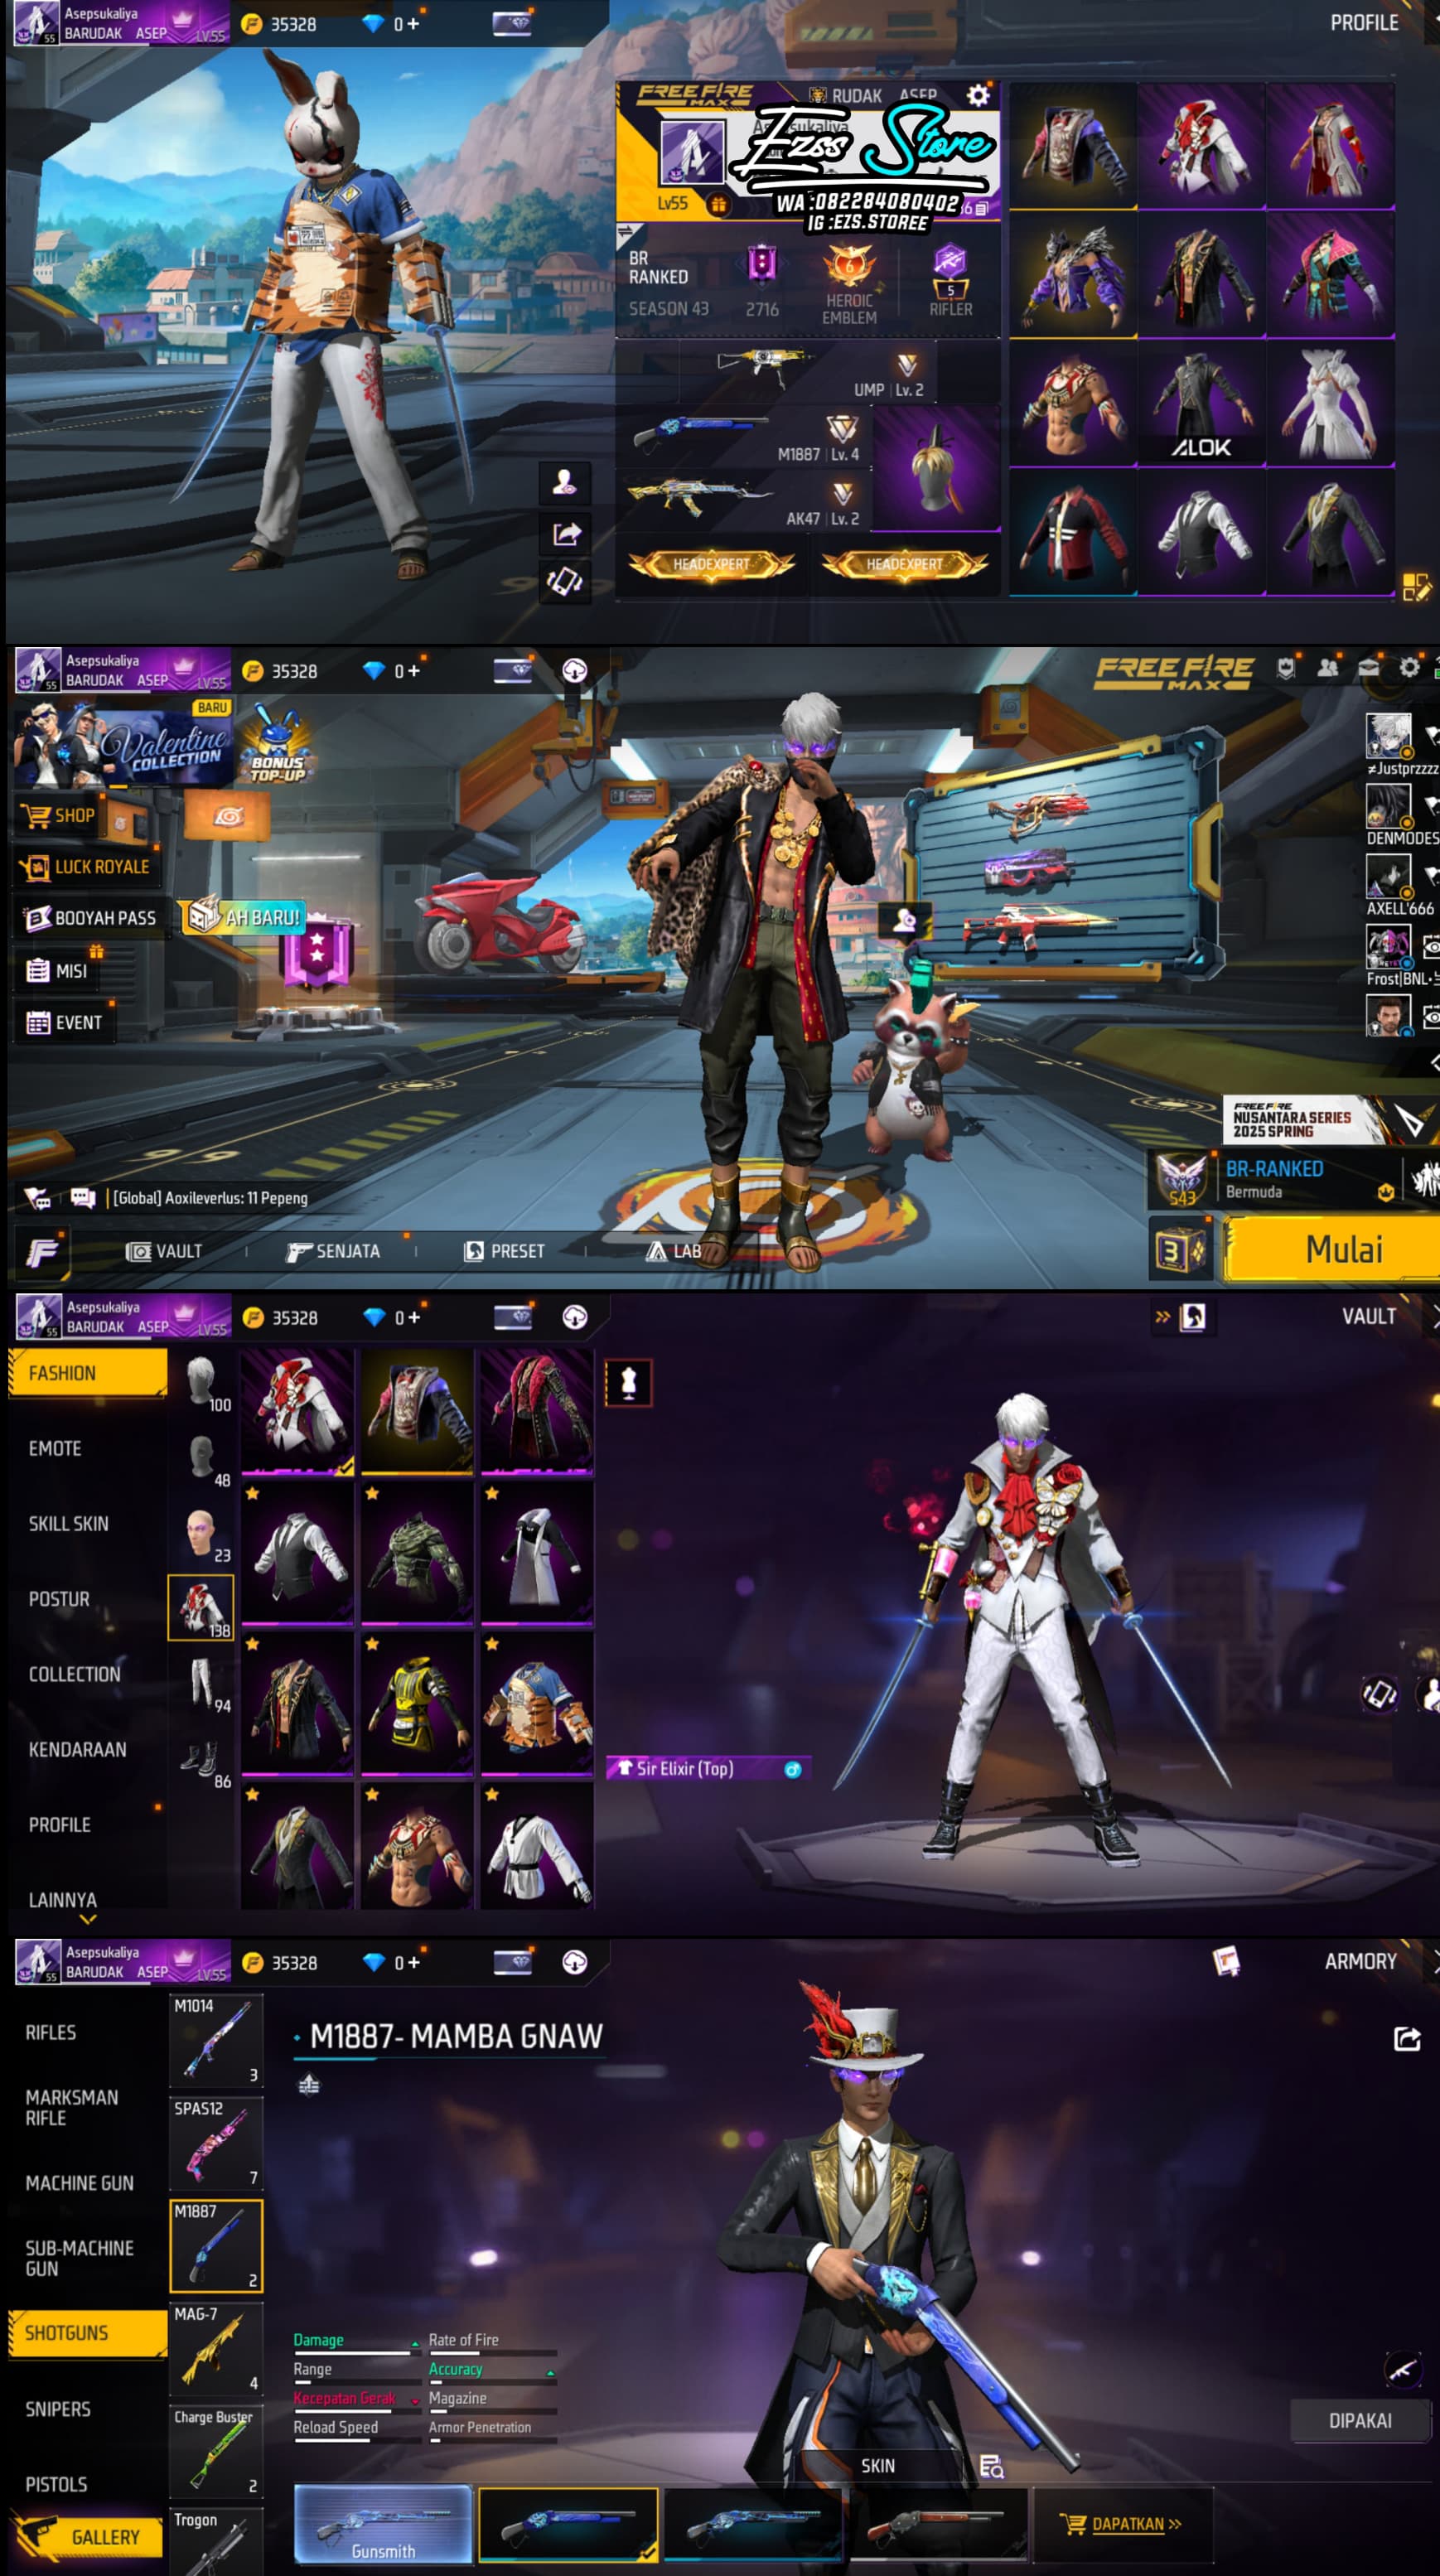 Asepsukaliya
BARUDAK ASEP
LV.55
55
35328
0 +
PROFILE
FREE FIRE
MAX
RUDAK ASEP
Ezss Store
WA :082284080402
IG :EZS.STOREE
Lv55
BR
RANKED
SEASON 43
2716
6
HEROIC
EMBLEM
5
RIFLER
UMP Lv. 2
M1887 Lv. 4
AK47 Lv. 2
HEADEXPERT
HEADEXPERT
ALOK
Asepsukaliya
BARUDAK ASEP
LV.55
55
35328
0 +
FREE FIRE
MAX
BARU
Valentine
COLLECTION
BONUS
TOP-UP
SHOP
LUCK ROYALE
BOOYAH PASS
AH BARU!
MISI
EVENT
≠Justprzzzz
DENMODES
AXELL'666
Frost|BNL
FREE FIRE
NUSANTARA SERIES
2025 SPRING
S43
BR-RANKED
Bermuda
[Global] Aoxileverlus: 11 Pepeng
VAULT
SENJATA
PRESET
LAB
3
Mulai
Asepsukaliya
BARUDAK ASEP
LV.55
55
35328
0 +
VAULT
FASHION
EMOTE
SKILL SKIN
POSTUR
COLLECTION
KENDARAAN
PROFILE
LAINNYA
100
48
23
138
94
86
Sir Elixir (Top)
Asepsukaliya
BARUDAK ASEP
LV.55
55
35328
0 +
ARMORY
RIFLES
MARKSMAN
RIFLE
MACHINE GUN
SUB-MACHINE
GUN
SHOTGUNS
SNIPERS
PISTOLS
GALLERY
M1014
3
SPAS12
7
M1887
2
MAG-7
4
Charge Buster
2
Trogon
M1887- MAMBA GNAW
Damage
Rate of Fire
Range
Accuracy
Kecepatan Gerak
Magazine
Reload Speed
Armor Penetration
DIPAKAI
SKIN
Gunsmith
DAPATKAN >>